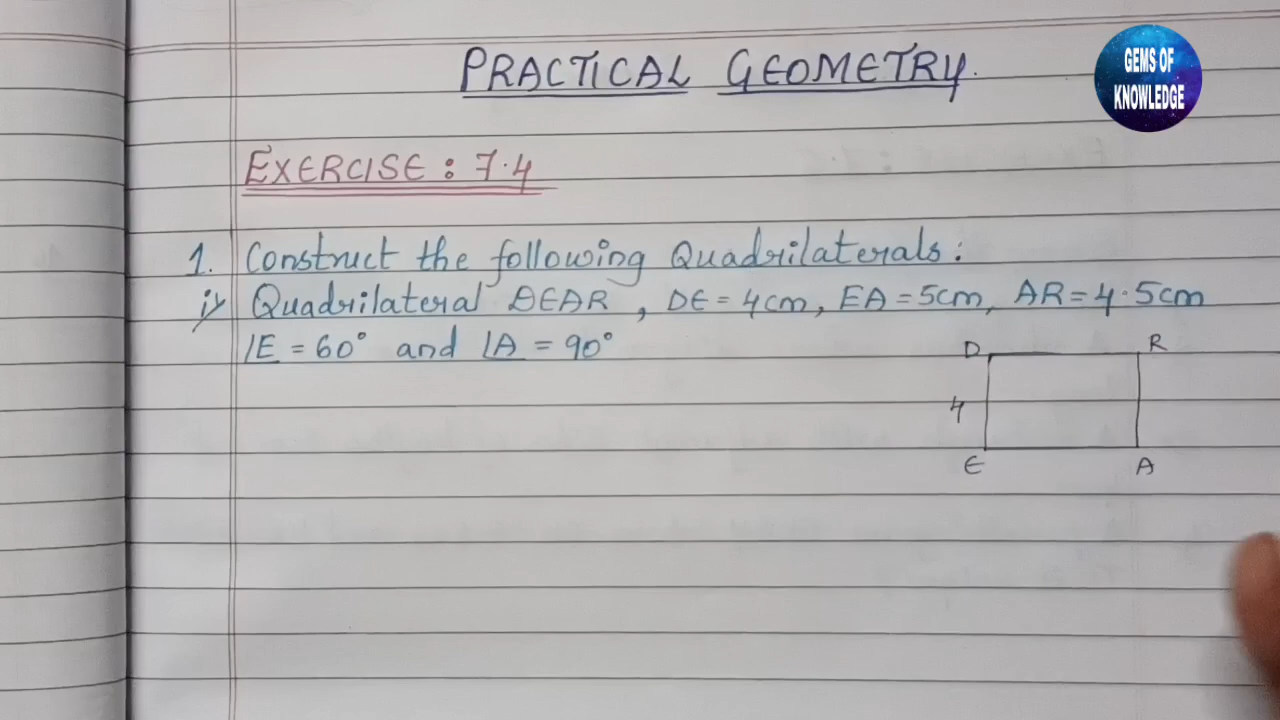 PRACTICAL GEOMETRY.
GEMS OF
KNOWLEDGE
EXERCISE : 7.4
1. Construct the following Quadrilaterals :
i) Quadrilateral DEAR, DE = 4cm, EA = 5cm, AR = 4.5cm
∠E = 60° and ∠A = 90°
D R
4
E A